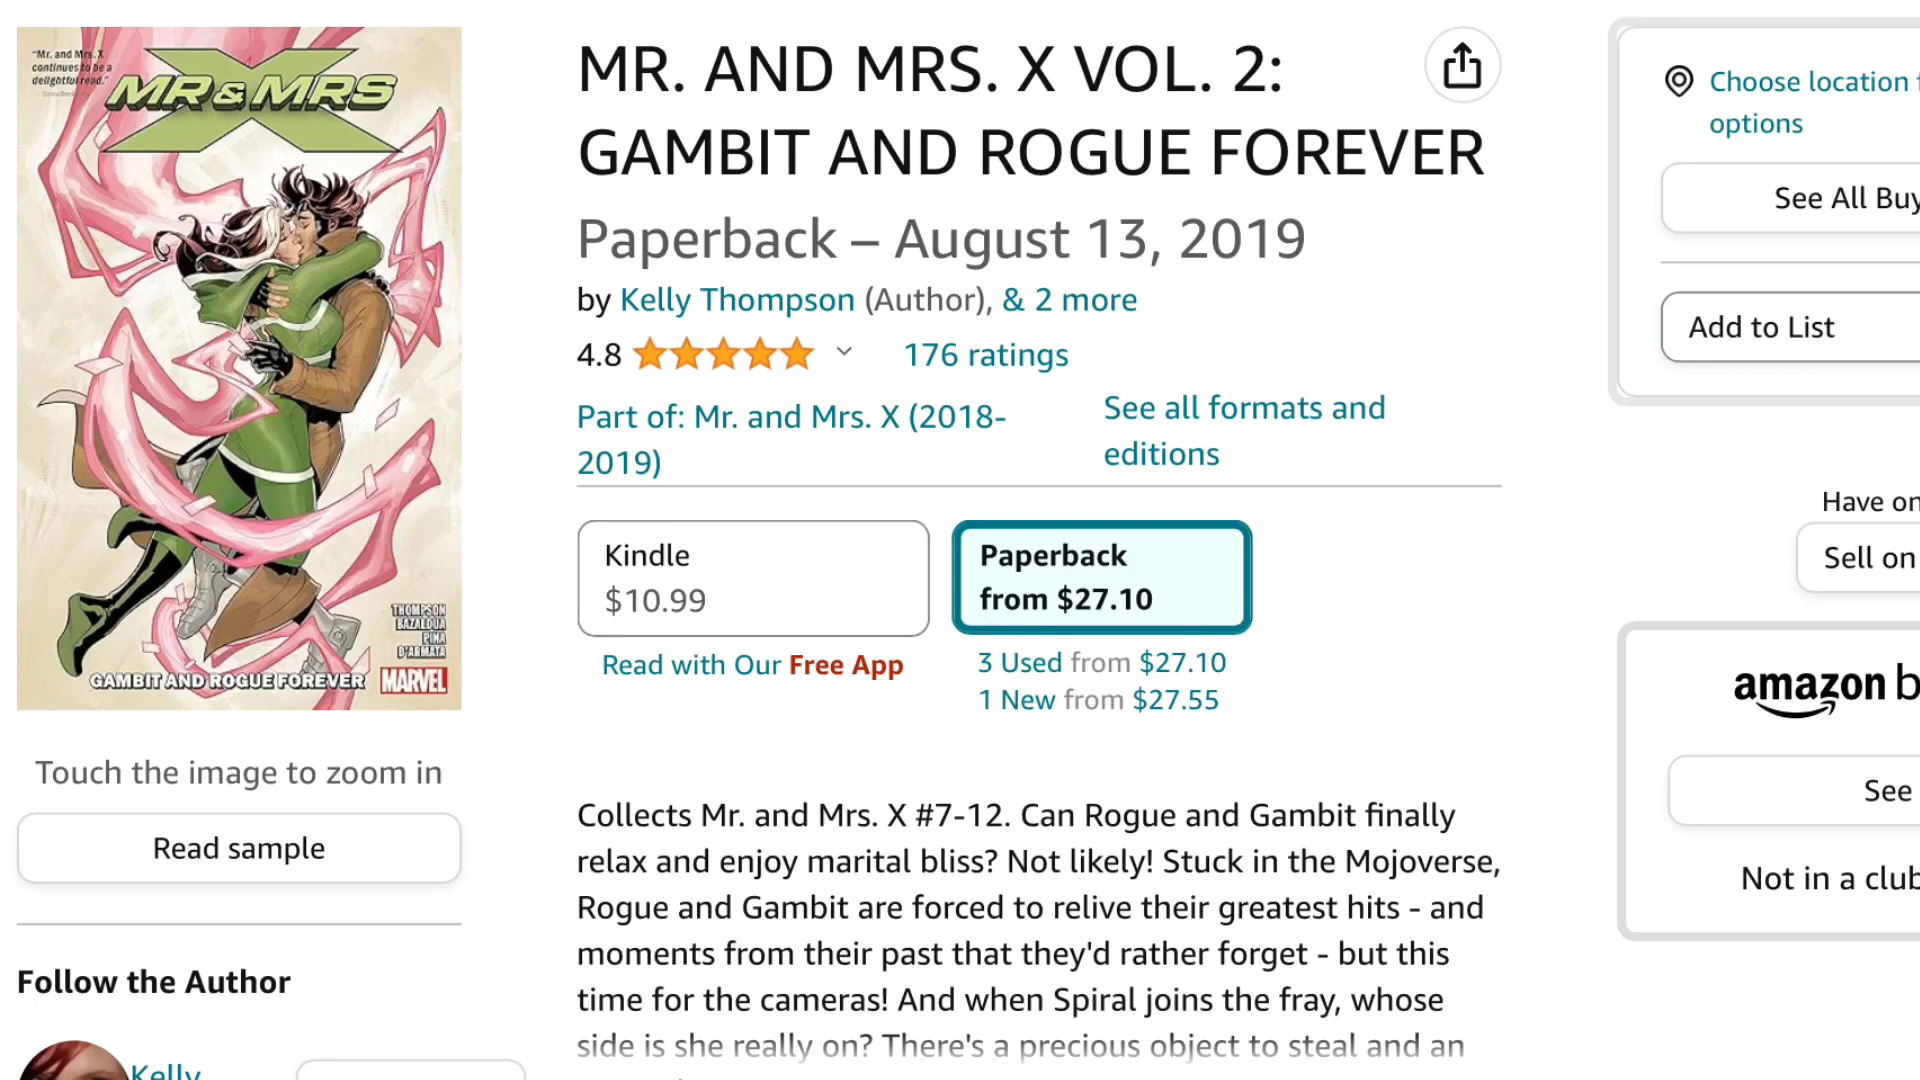 "Mr. and Mrs. X
continues to be a
delightful read."
MR & MRS
X
THOMPSON
BAZALDUA
PINA
D'ARMATA
GAMBIT AND ROGUE FOREVER
MARVEL
Touch the image to zoom in
Read sample
Follow the Author
Kelly
MR. AND MRS. X VOL. 2:
GAMBIT AND ROGUE FOREVER
Paperback – August 13, 2019
by Kelly Thompson (Author), & 2 more
4.8
176 ratings
Part of: Mr. and Mrs. X (2018-
2019)
See all formats and
editions
Kindle
$10.99
Read with Our Free App
Paperback
from $27.10
3 Used from $27.10
1 New from $27.55
Collects Mr. and Mrs. X #7-12. Can Rogue and Gambit finally
relax and enjoy marital bliss? Not likely! Stuck in the Mojoverse,
Rogue and Gambit are forced to relive their greatest hits - and
moments from their past that they'd rather forget - but this
time for the cameras! And when Spiral joins the fray, whose
side is she really on? There's a precious object to steal and an
Choose location f
options
See All Buy
Add to List
Have on
Sell on
amazon b
See
Not in a club